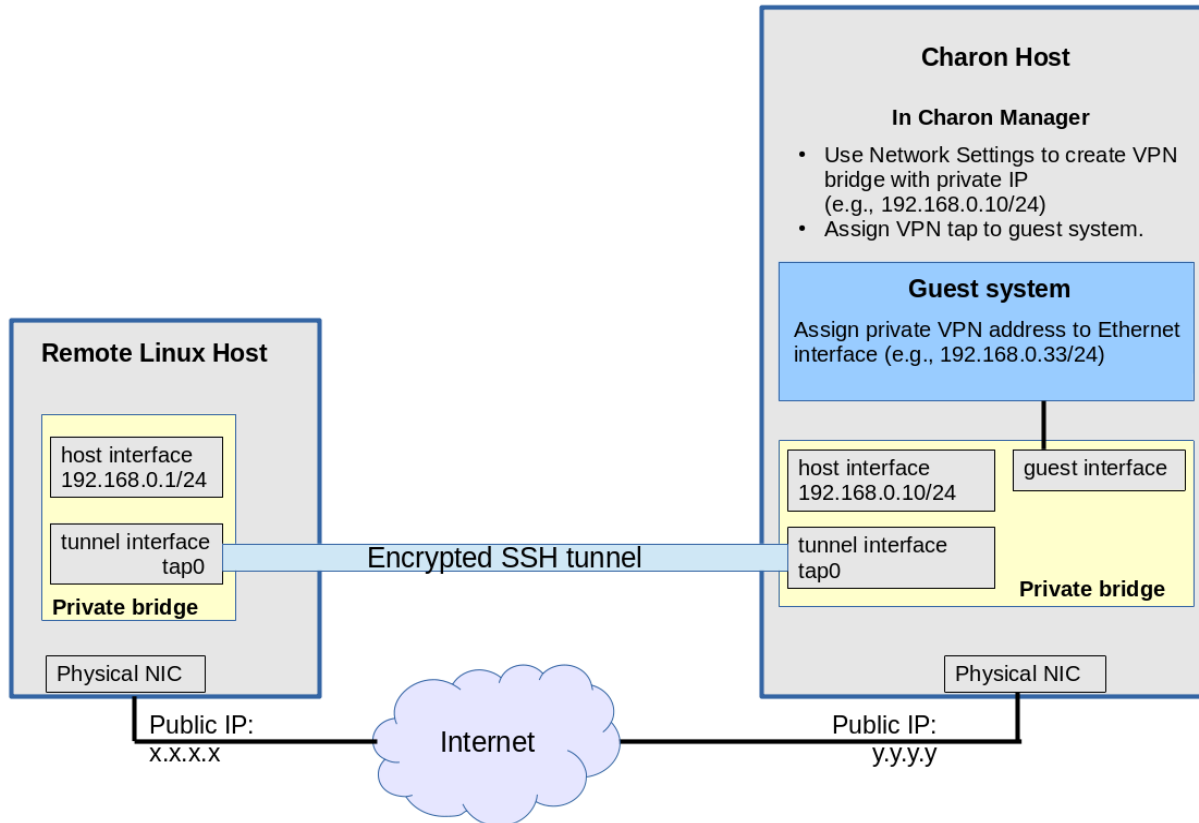 Charon Host
In Charon Manager
• Use Network Settings to create VPN
bridge with private IP
(e.g., 192.168.0.10/24)
• Assign VPN tap to guest system.
Guest system
Assign private VPN address to Ethernet
interface (e.g., 192.168.0.33/24)
Remote Linux Host
host interface
192.168.0.1/24
tunnel interface
tap0
Private bridge
Encrypted SSH tunnel
host interface
192.168.0.10/24
guest interface
tunnel interface
tap0
Private bridge
Physical NIC
Physical NIC
Public IP:
x.x.x.x
Internet
Public IP:
y.y.y.y